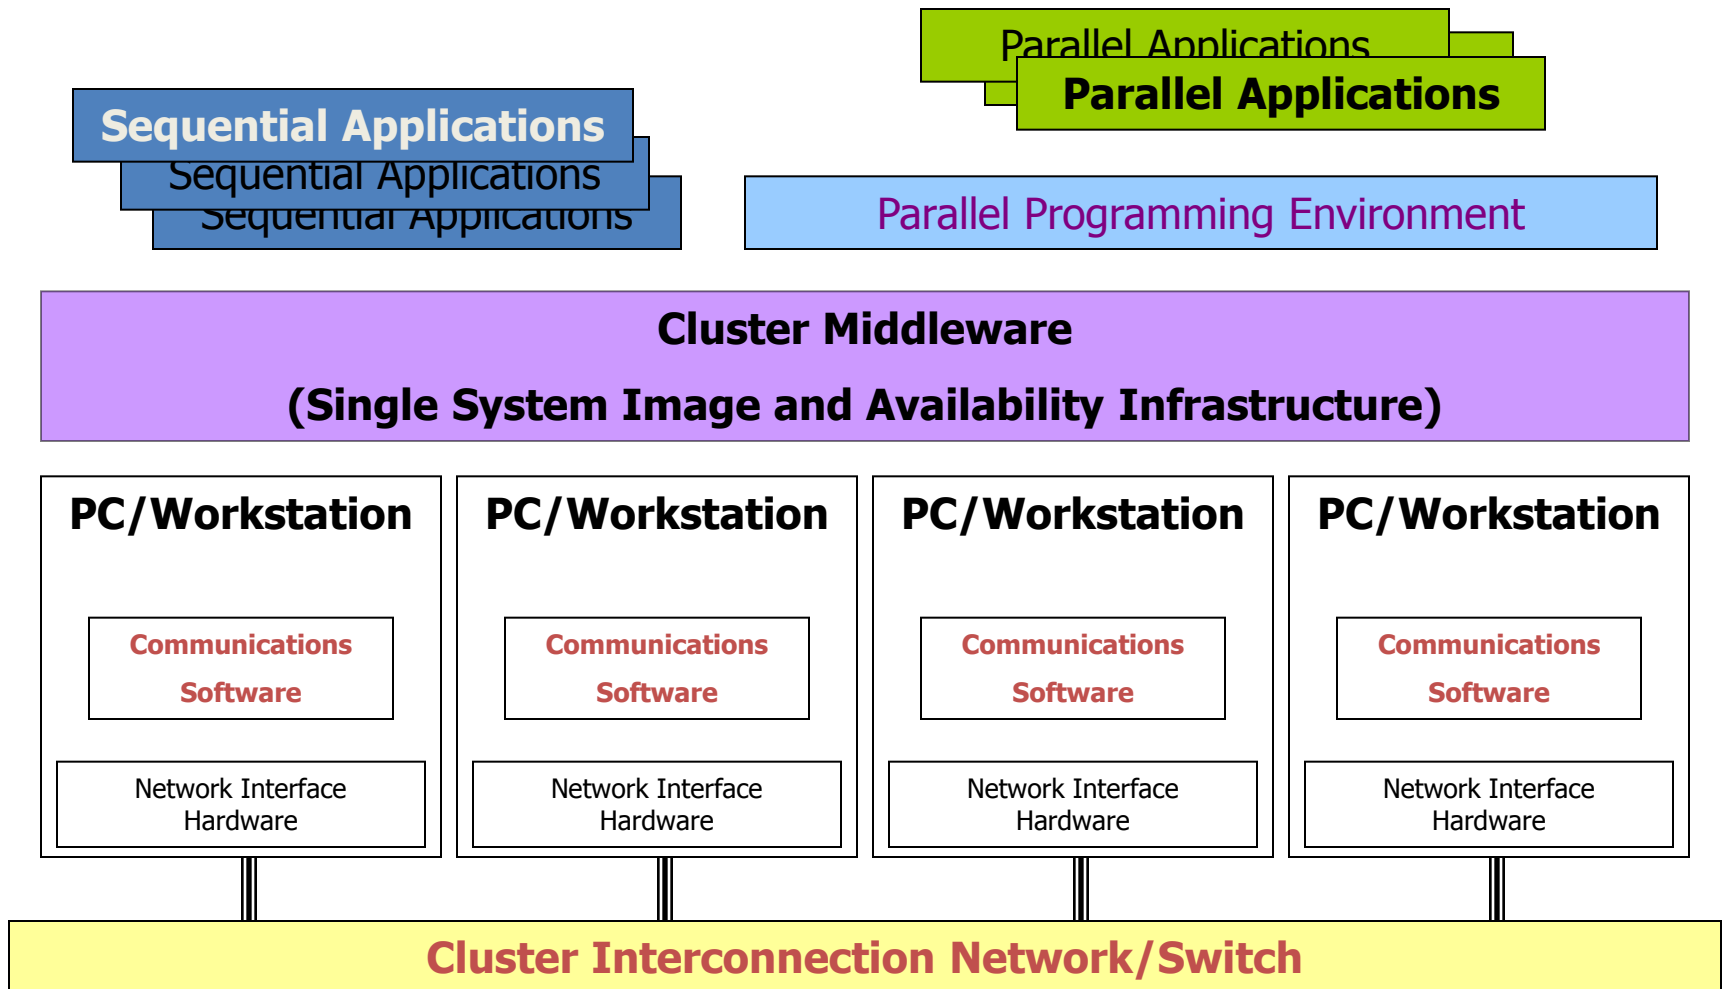 Parallel Applications
Parallel Applications
Sequential Applications
Sequential Applications
Sequential Applications
Parallel Programming Environment
Cluster Middleware
(Single System Image and Availability Infrastructure)
PC/Workstation
PC/Workstation
PC/Workstation
PC/Workstation
Communications
Software
Communications
Software
Communications
Software
Communications
Software
Network Interface
Hardware
Network Interface
Hardware
Network Interface
Hardware
Network Interface
Hardware
Cluster Interconnection Network/Switch